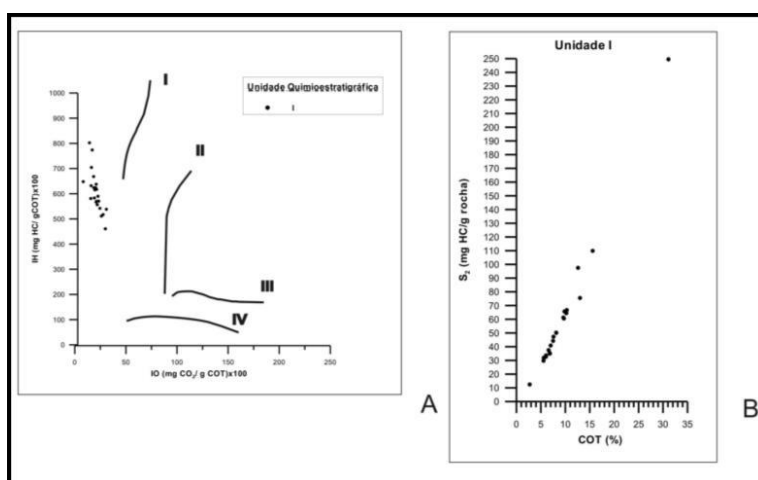 Unidade Quimioestratigráfica
I
I
II
III
IV
1000
900
800
700
600
500
400
300
200
100
0
IH (mg HC/ gCOT)x100
0 50 100 150 200 250
IO (mg CO₂/ g COT)x100
A
Unidade I
250
240
230
220
210
200
190
180
170
160
150
140
130
120
110
100
90
80
70
60
50
40
30
20
10
0
S₂ (mg HC/g rocha)
0 5 10 15 20 25 30 35
COT (%)
B